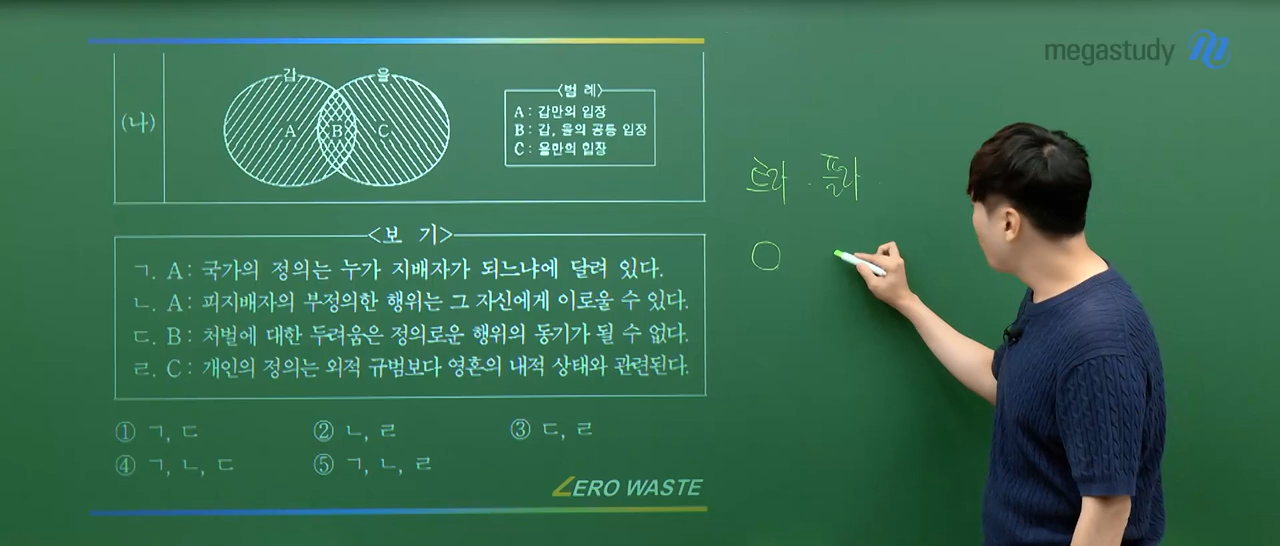 megastudy
(나)
갑 을
A B C
<범 례>
A : 갑만의 입장
B : 갑, 을의 공통 입장
C : 을만의 입장
트라 · 플라
<보 기>
ㄱ. A : 국가의 정의는 누가 지배자가 되느냐에 달려 있다.
ㄴ. A : 피지배자의 부정의한 행위는 그 자신에게 이로울 수 있다.
ㄷ. B : 처벌에 대한 두려움은 정의로운 행위의 동기가 될 수 없다.
ㄹ. C : 개인의 정의는 외적 규범보다 영혼의 내적 상태와 관련된다.
① ㄱ, ㄷ ② ㄴ, ㄹ ③ ㄷ, ㄹ
④ ㄱ, ㄴ, ㄷ ⑤ ㄱ, ㄴ, ㄹ
ZERO WASTE